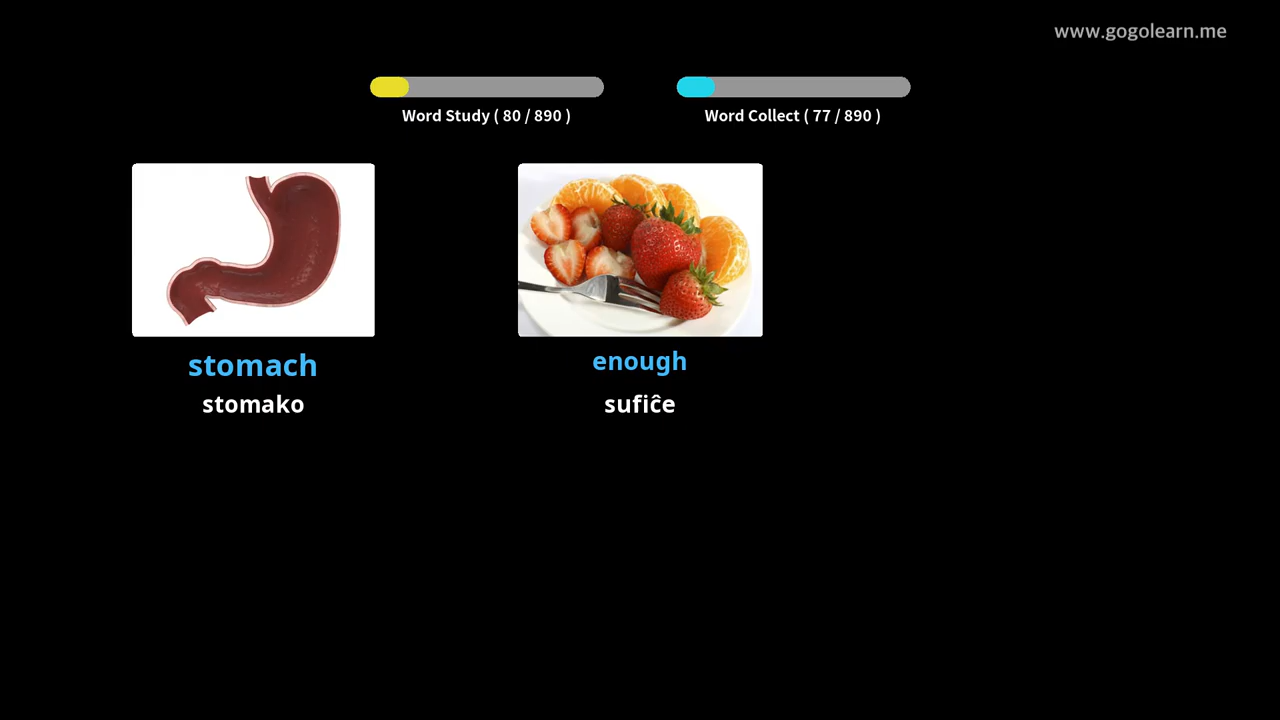 www.gogolearn.me
Word Study ( 80 / 890 )
Word Collect ( 77 / 890 )
stomach
stomako
enough
sufiĉe